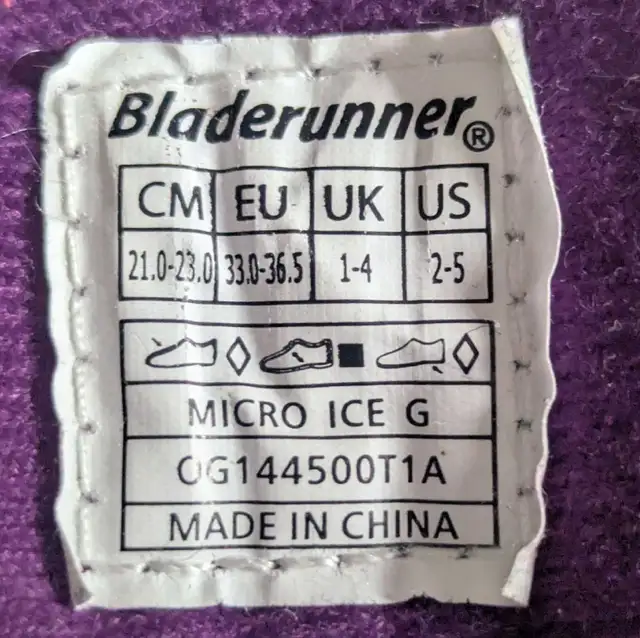 Bladerunner®
CM EU UK US
21.0-23.0 33.0-36.5 1-4 2-5
MICRO ICE G
OG144500T1A
MADE IN CHINA